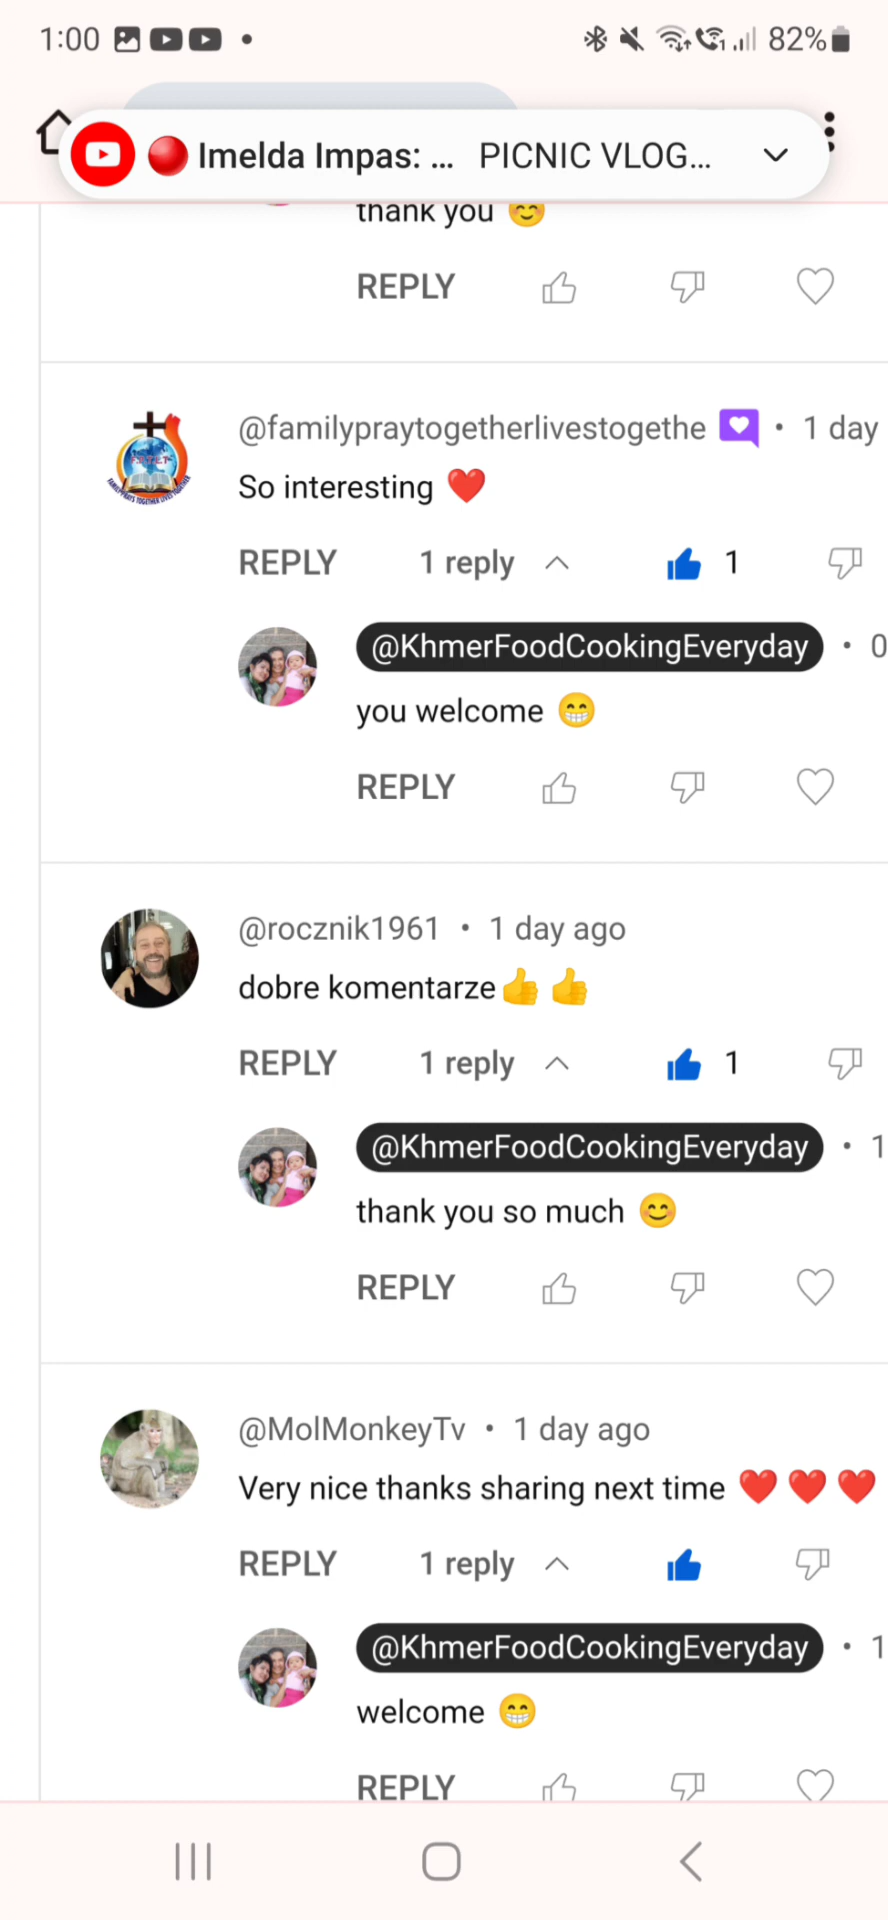 1:00
82%
Imelda Impas: ... PICNIC VLOG...
thank you 😊
REPLY
@familypraytogetherlivestogethe • 1 day
So interesting ❤️
REPLY 1 reply 1
@KhmerFoodCookingEveryday • 0
you welcome 😁
REPLY
@rocznik1961 • 1 day ago
dobre komentarze👍 👍
REPLY 1 reply 1
@KhmerFoodCookingEveryday • 1
thank you so much 😊
REPLY
@MolMonkeyTv • 1 day ago
Very nice thanks sharing next time ❤️ ❤️ ❤️
REPLY 1 reply
@KhmerFoodCookingEveryday • 1
welcome 😁
REPLY